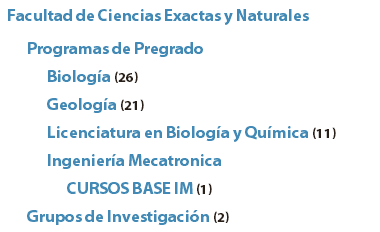 Facultad de Ciencias Exactas y Naturales
Programas de Pregrado
Biología (26)
Geología (21)
Licenciatura en Biología y Química (11)
Ingeniería Mecatronica
CURSOS BASE IM (1)
Grupos de Investigación (2)